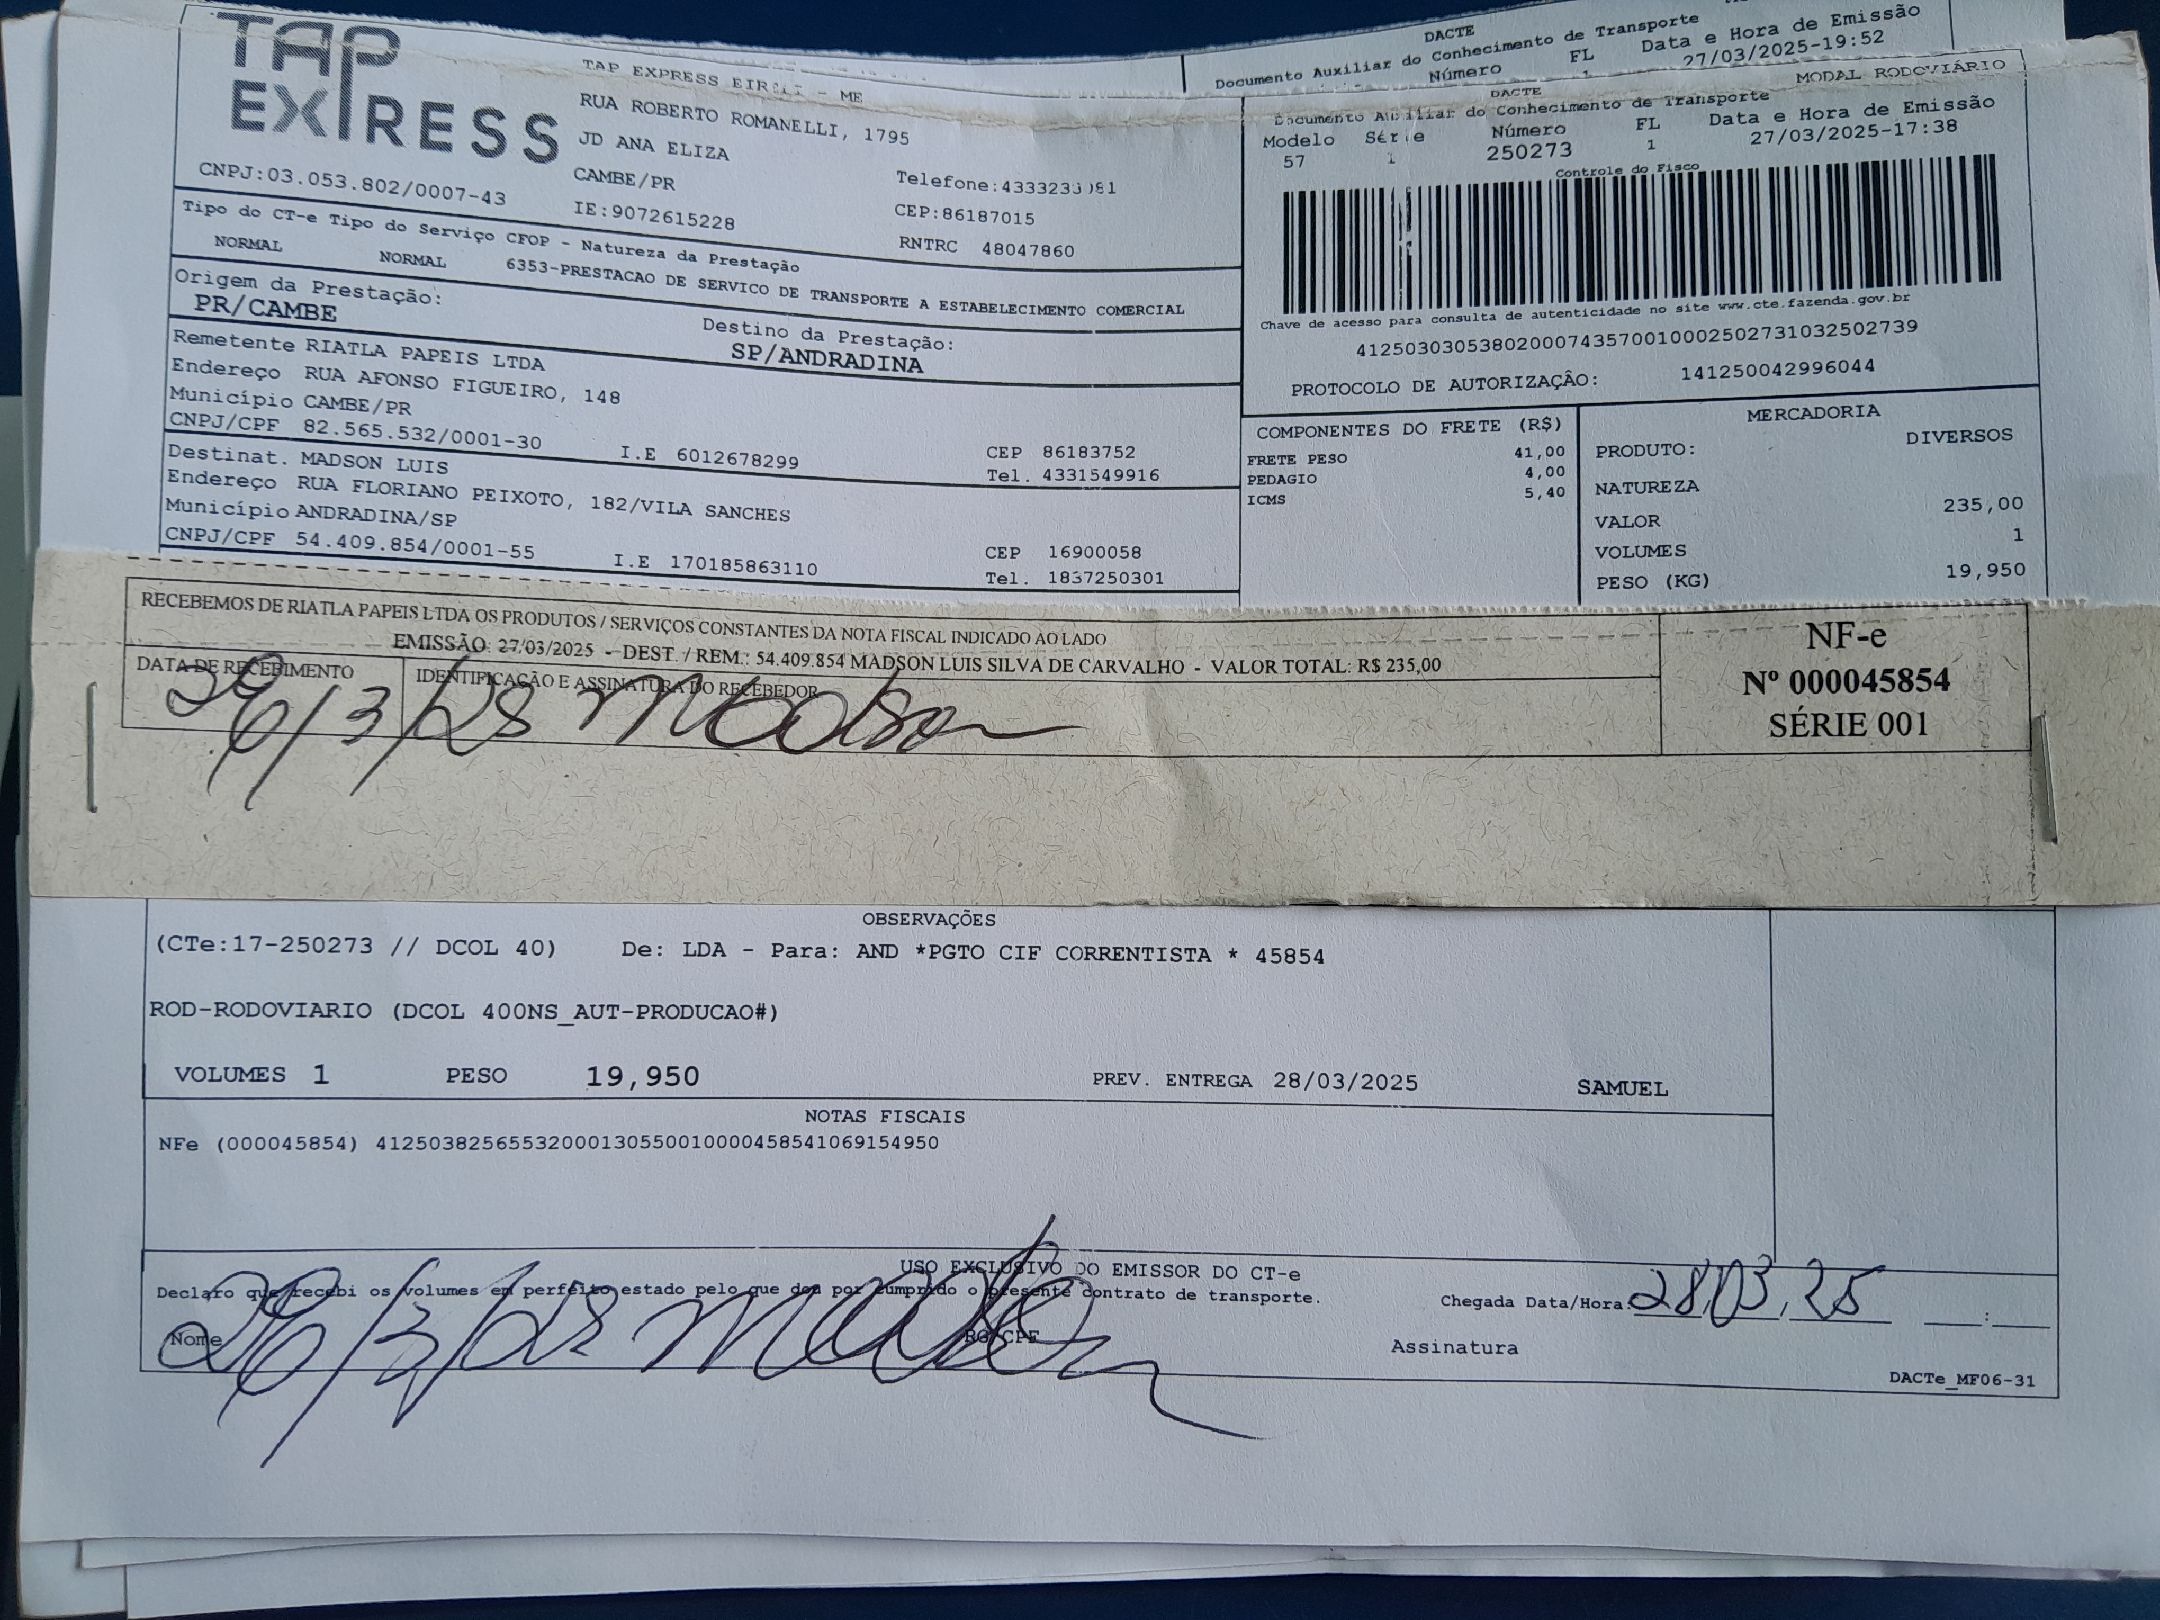 DACTE
Documento Auxiliar do Conhecimento de Transporte
Número FL Data e Hora de Emissão
27/03/2025-19:52
TAP EXPRESS
TAP EXPRESS EIRELI - ME
RUA ROBERTO ROMANELLI, 1795
JD ANA ELIZA
CAMBE/PR Telefone:4333233
CNPJ:03.053.802/0007-43 IE:9072615228 CEP:86187015
RNTRC 48047860
MODAL RODOVIÁRIO
DACTE
Documento Auxiliar do Conhecimento de Transporte
Modelo Série Número FL Data e Hora de Emissão
57 1 250273 1 27/03/2025-17:38
Controle do Fisco
Chave de acesso para consulta de autenticidade no site www.cte.fazenda.gov.br
41250303053802000743570010002502731032502739
PROTOCOLO DE AUTORIZAÇÃO: 141250042996044
Tipo do CT-e Tipo do Serviço CFOP - Natureza da Prestação
NORMAL NORMAL 6353-PRESTACAO DE SERVICO DE TRANSPORTE A ESTABELECIMENTO COMERCIAL
Origem da Prestação: Destino da Prestação:
PR/CAMBE SP/ANDRADINA
Remetente RIATLA PAPEIS LTDA
Endereço RUA AFONSO FIGUEIRO, 148
Município CAMBE/PR CEP 86183752
CNPJ/CPF 82.565.532/0001-30 I.E 6012678299 Tel. 4331549916
Destinat. MADSON LUIS
Endereço RUA FLORIANO PEIXOTO, 182/VILA SANCHES
Município ANDRADINA/SP CEP 16900058
CNPJ/CPF 54.409.854/0001-55 I.E 170185863110 Tel. 1837250301
COMPONENTES DO FRETE (R$)
FRETE PESO 41,00
PEDAGIO 4,00
ICMS 5,40
MERCADORIA
PRODUTO: DIVERSOS
NATUREZA
VALOR 235,00
VOLUMES 1
PESO (KG) 19,950
RECEBEMOS DE RIATLA PAPEIS LTDA OS PRODUTOS / SERVIÇOS CONSTANTES DA NOTA FISCAL INDICADO AO LADO
EMISSÃO: 27/03/2025 - DEST. / REM.: 54.409.854 MADSON LUIS SILVA DE CARVALHO - VALOR TOTAL: R$ 235,00
DATA DE RECEBIMENTO IDENTIFICAÇÃO E ASSINATURA DO RECEBEDOR
28/3/25 Madson
NF-e
Nº 000045854
SÉRIE 001
OBSERVAÇÕES
(CTe:17-250273 // DCOL 40) De: LDA - Para: AND *PGTO CIF CORRENTISTA * 45854
ROD-RODOVIARIO (DCOL 400NS_AUT-PRODUCAO#)
VOLUMES 1 PESO 19,950 PREV. ENTREGA 28/03/2025 SAMUEL
NOTAS FISCAIS
NFe (000045854) 41250382565532000130550010000458541069154950
USO EXCLUSIVO DO EMISSOR DO CT-e
Declaro que recebi os volumes em perfeito estado pelo que dou por cumprido o presente contrato de transporte.
Chegada Data/Hora: 28/03/25 :
Nome RG/CPF Assinatura
28/3/25 Madson
DACTe_MF06-31